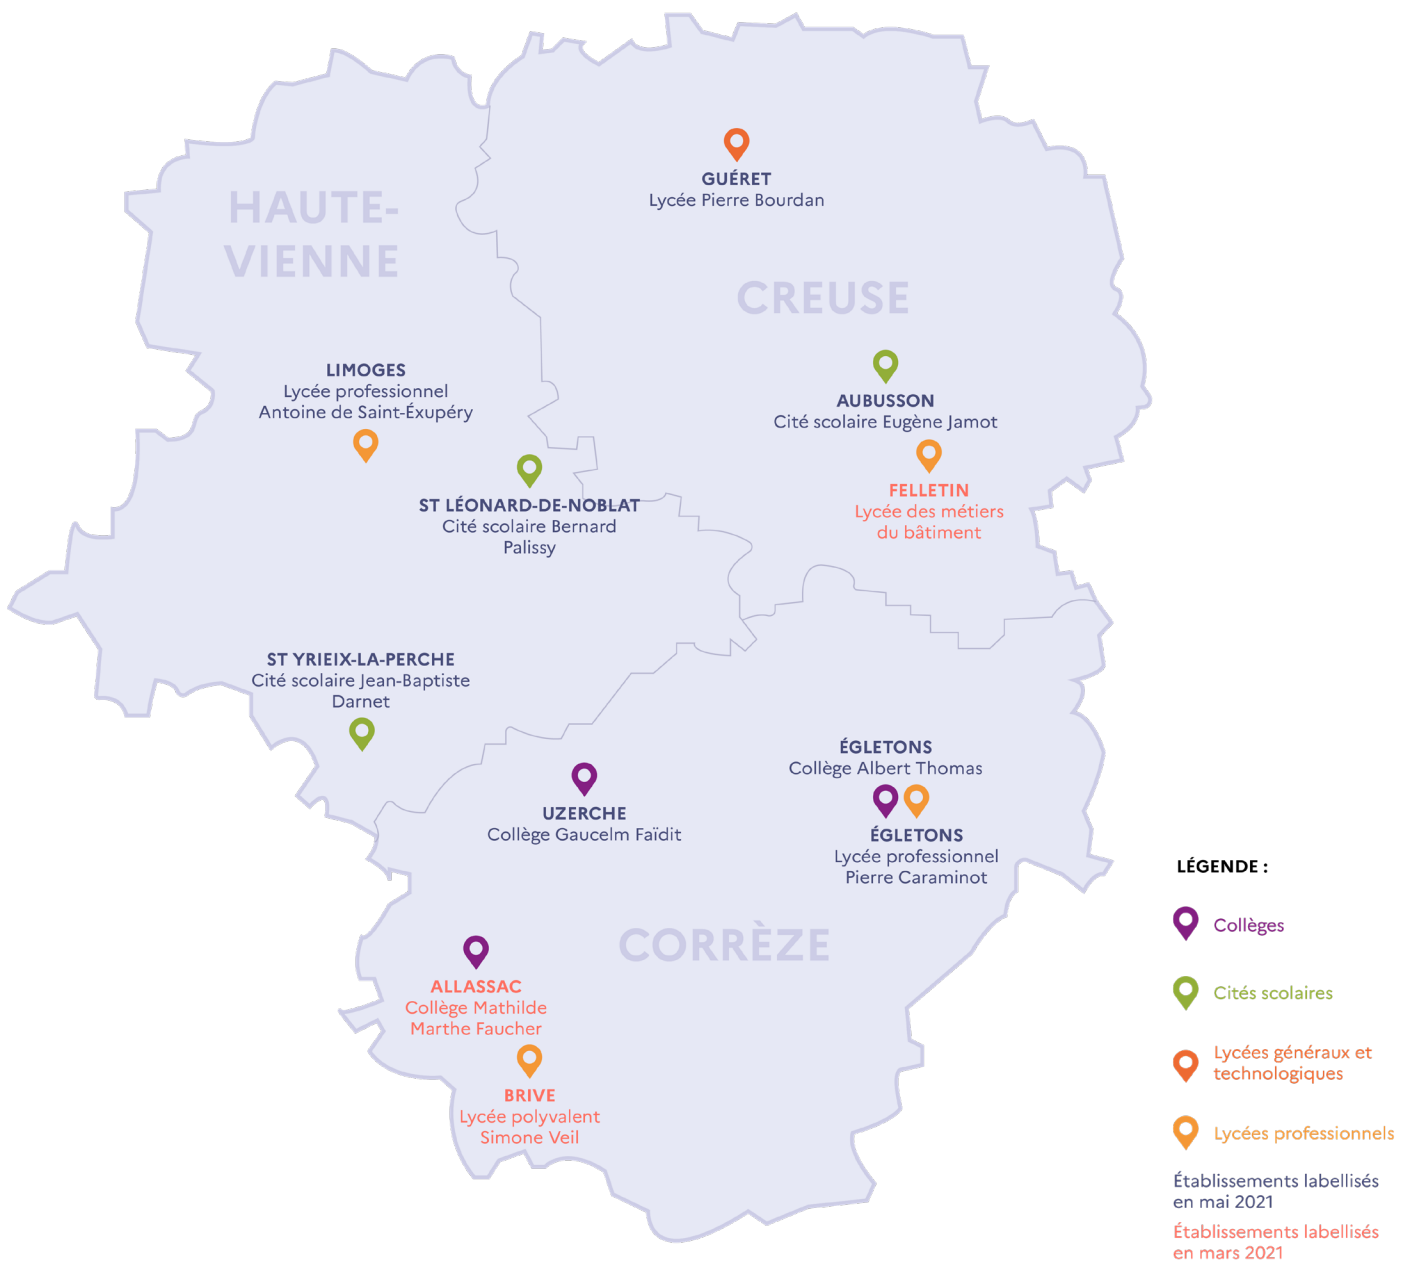 GUÉRET
Lycée Pierre Bourdan
HAUTE-
VIENNE
CREUSE
LIMOGES
Lycée professionnel
Antoine de Saint-Éxupéry
AUBUSSON
Cité scolaire Eugène Jamot
ST LÉONARD-DE-NOBLAT
Cité scolaire Bernard
Palissy
FELLETIN
Lycée des métiers
du bâtiment
ST YRIEIX-LA-PERCHE
Cité scolaire Jean-Baptiste
Darnet
ÉGLETONS
Collège Albert Thomas
UZERCHE
Collège Gaucelm Faïdit
ÉGLETONS
Lycée professionnel
Pierre Caraminot
CORRÈZE
ALLASSAC
Collège Mathilde
Marthe Faucher
BRIVE
Lycée polyvalent
Simone Veil
LÉGENDE :
Collèges
Cités scolaires
Lycées généraux et
technologiques
Lycées professionnels
Établissements labellisés
en mai 2021
Établissements labellisés
en mars 2021